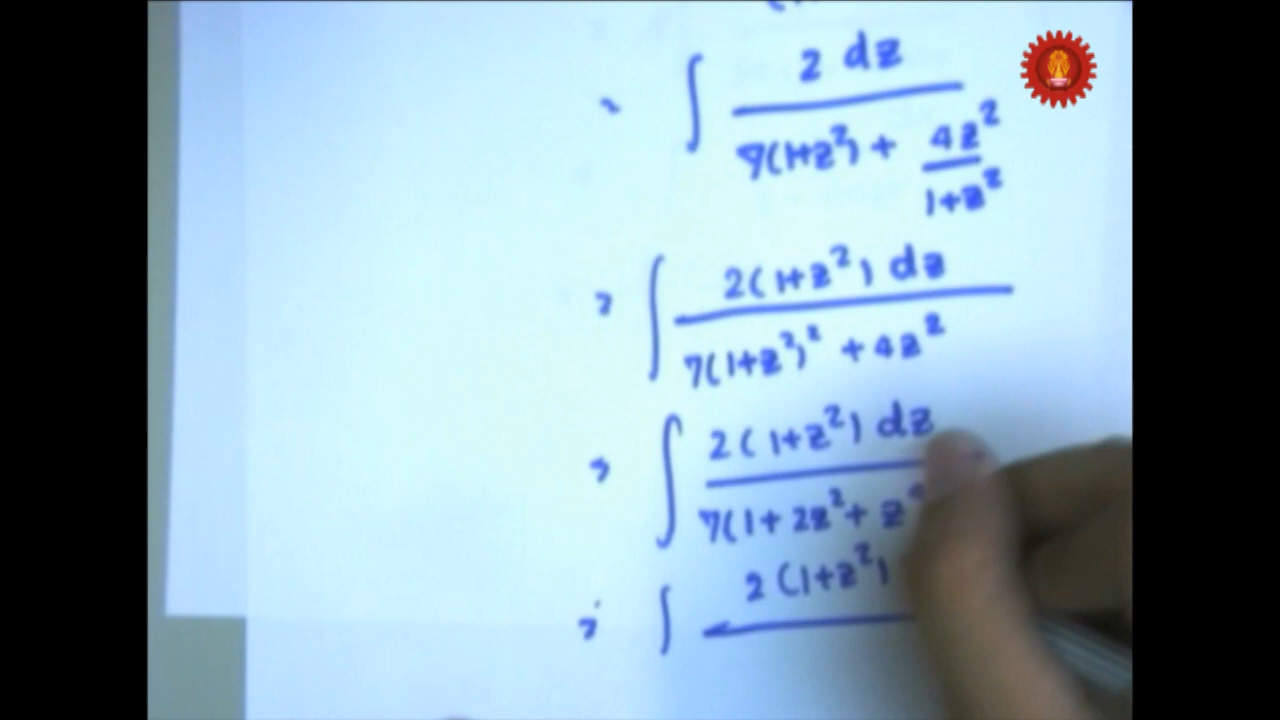 = ∫ 2 dz / 7(1+z²) + 4z² / 1+z²
= ∫ 2(1+z²) dz / 7(1+z²)² + 4z²
= ∫ 2(1+z²) dz / 7(1+2z²+z
= ∫ 2(1+z²)